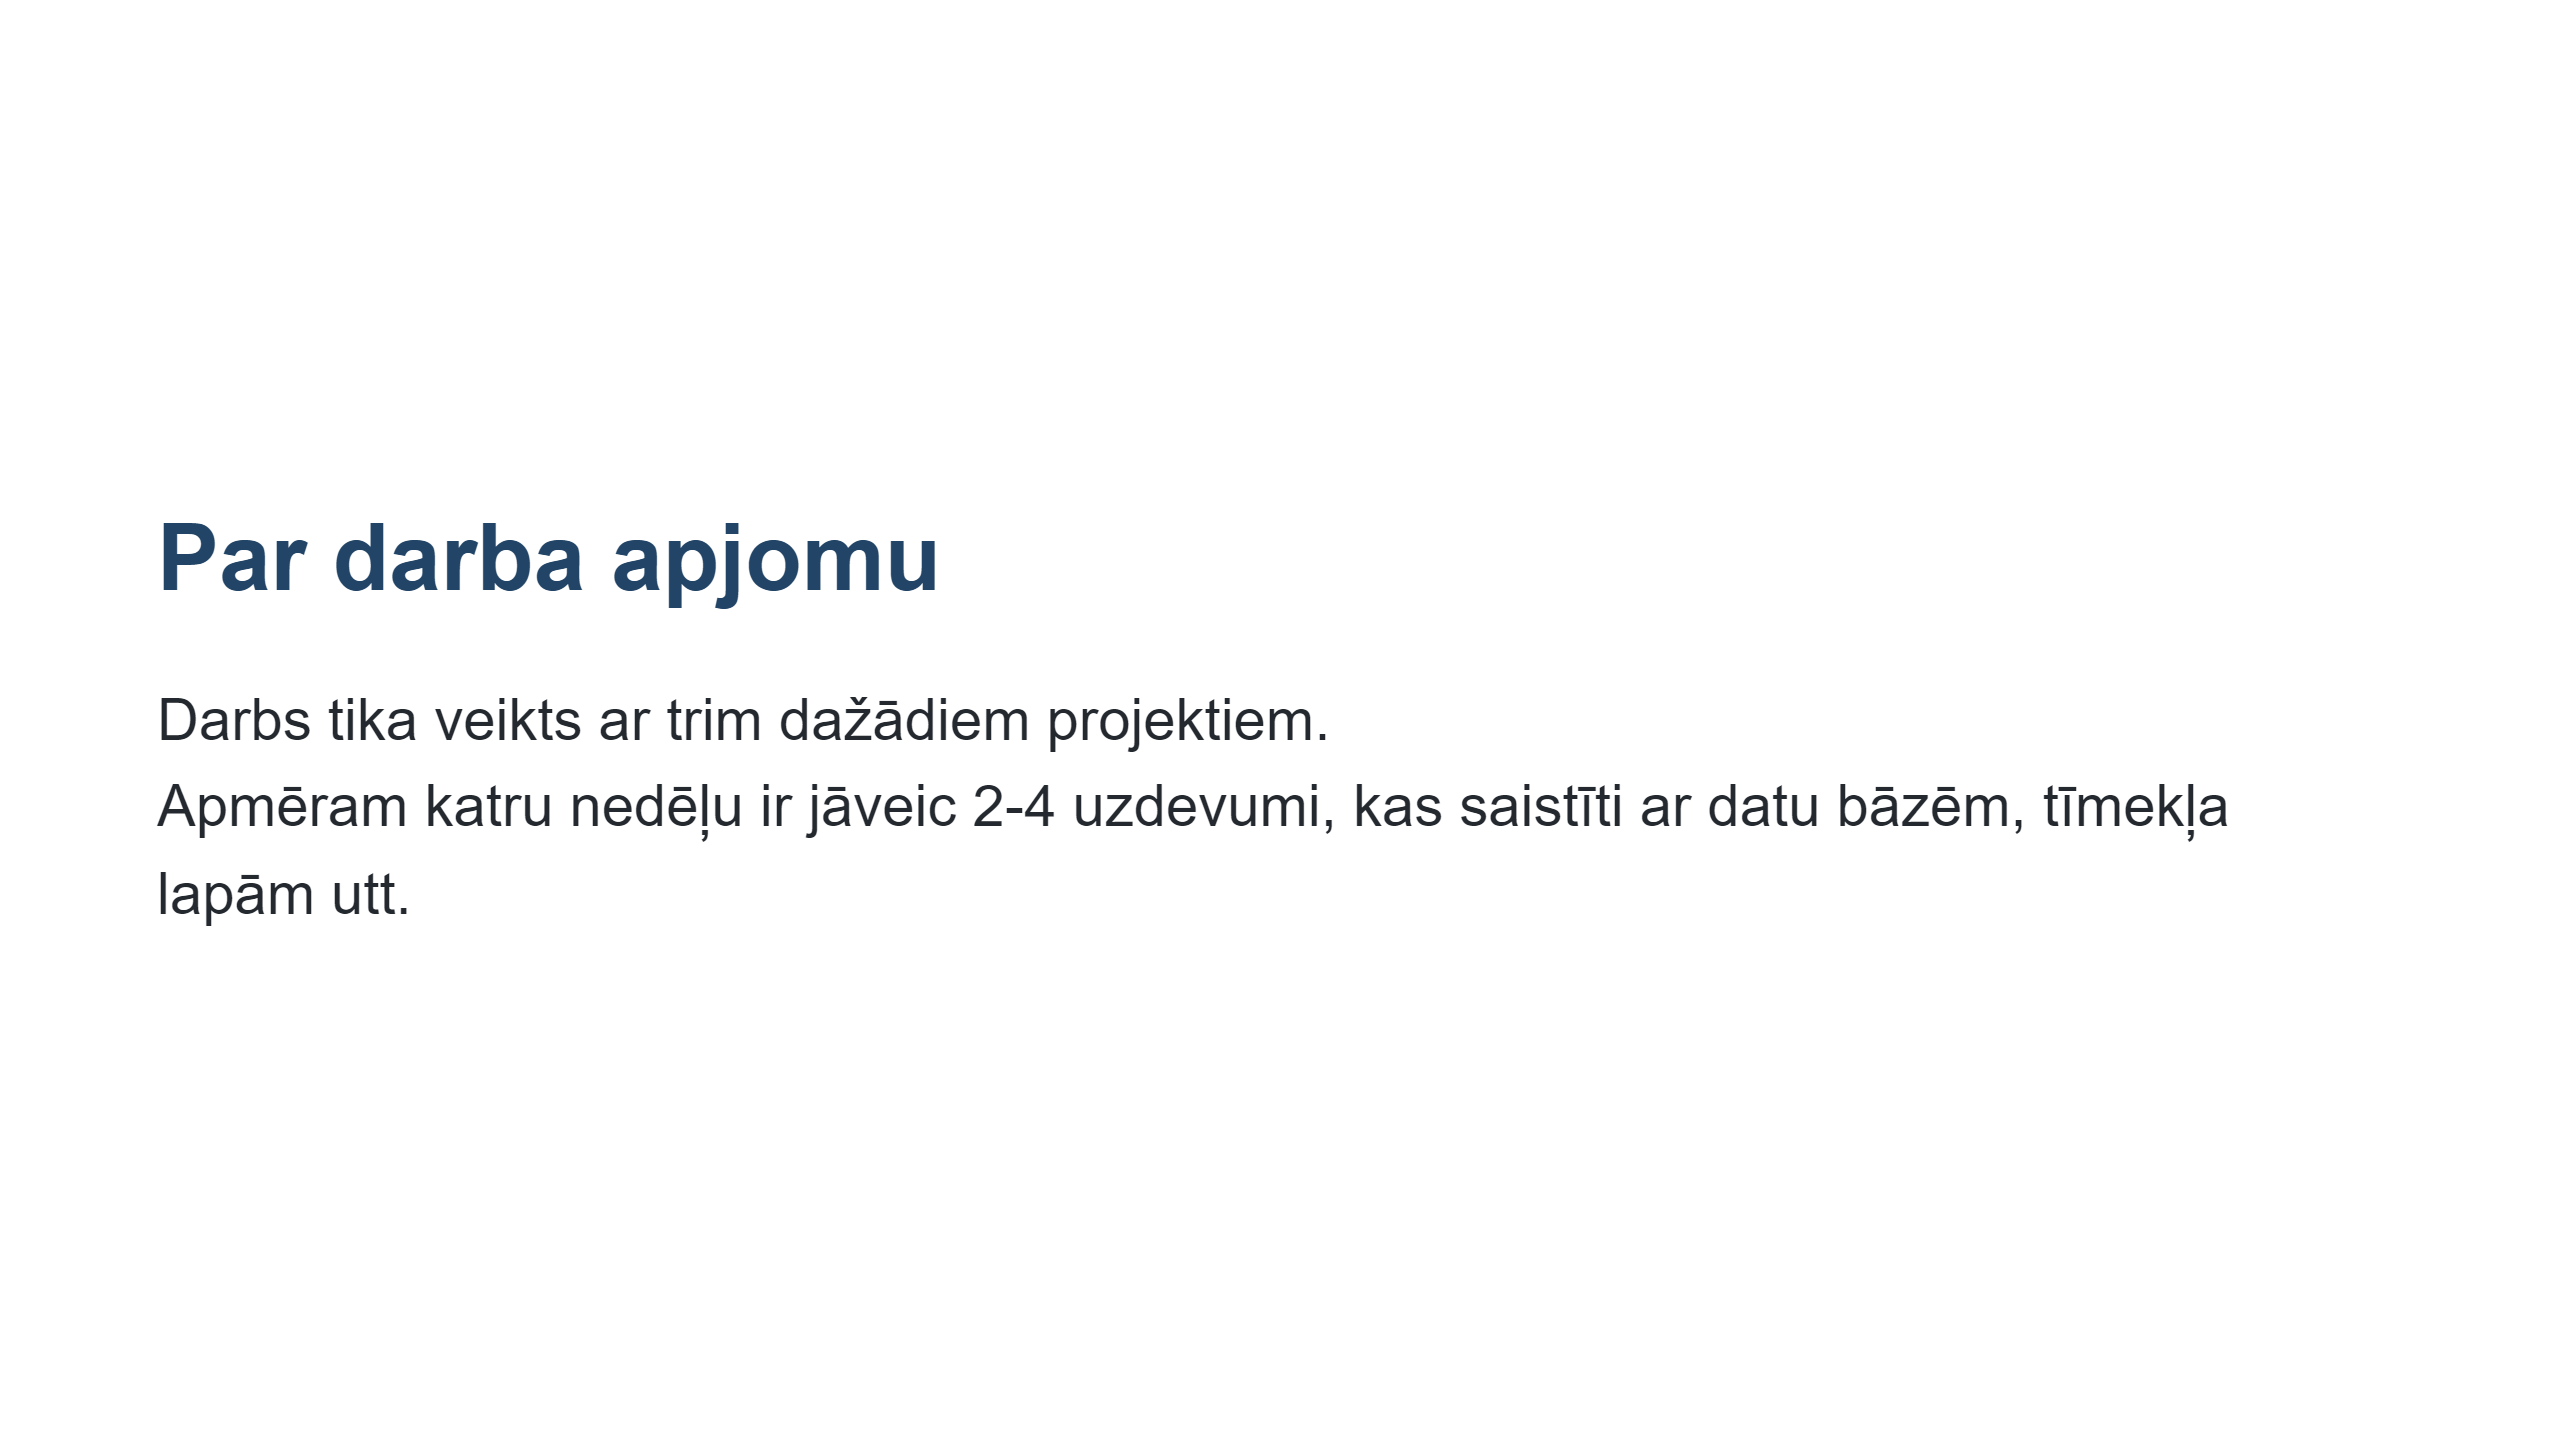 Par darba apjomu
Darbs tika veikts ar trim dažādiem projektiem.
Apmēram katru nedēļu ir jāveic 2-4 uzdevumi, kas saistīti ar datu bāzēm, tīmekļa
lapām utt.